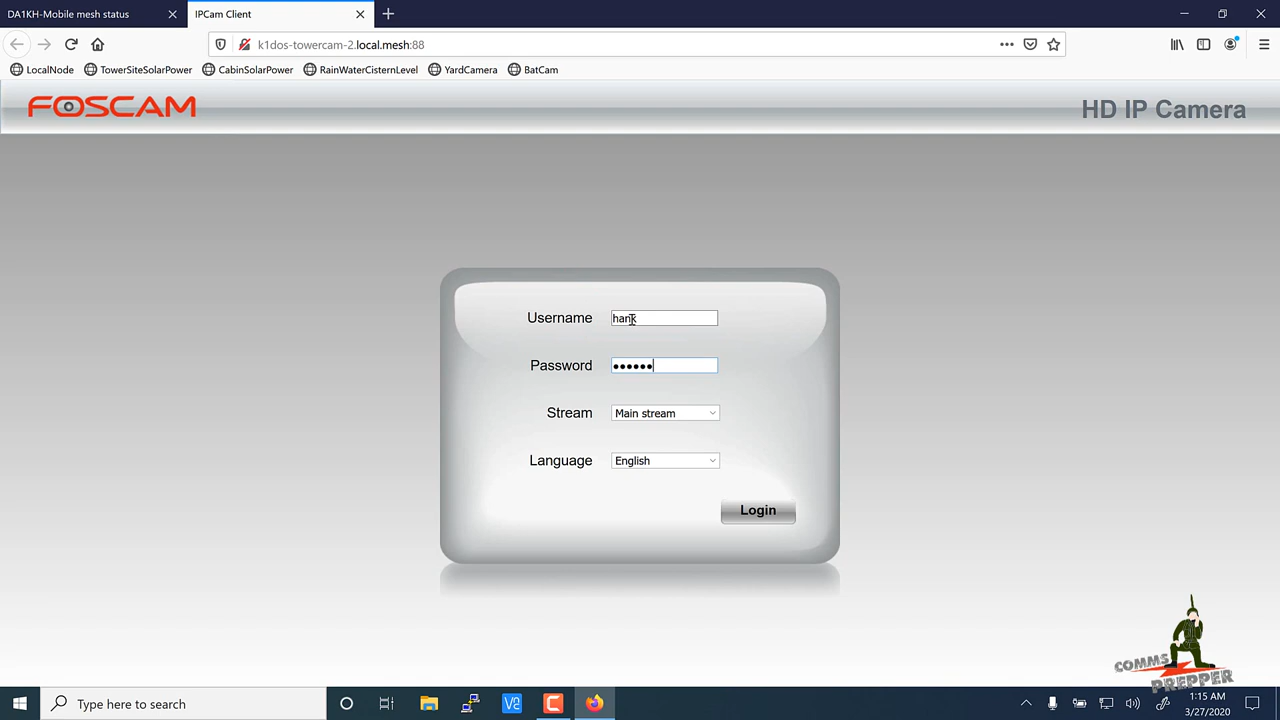 DA1KH-Mobile mesh status
IPCam Client
k1dos-towercam-2.local.mesh:88
LocalNode
TowerSiteSolarPower
CabinSolarPower
RainWaterCisternLevel
YardCamera
BatCam
FOSCAM
HD IP Camera
Username
hank
Password
••••••
Stream
Main stream
Language
English
Login
COMMS
PREPPER
Type here to search
1:15 AM
3/27/2020